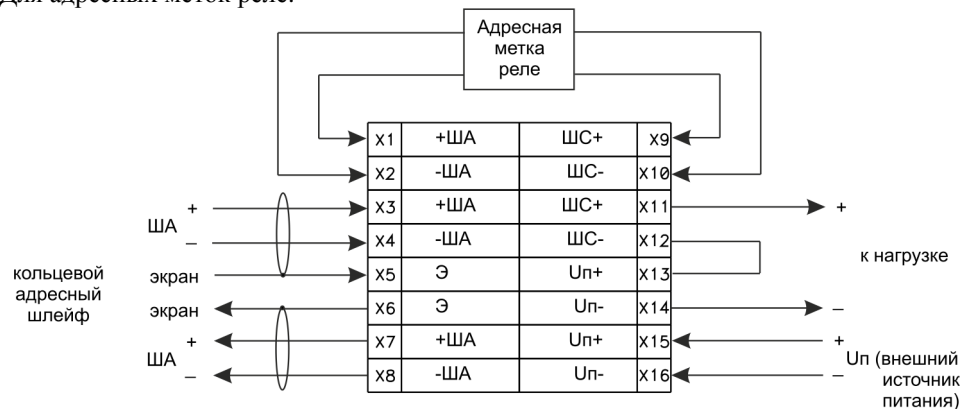 Для адресных меток реле:
Адресная
метка
реле
X1 +ША ШС+ X9
X2 -ША ШС- X10
+ X3 +ША ШС+ X11 +
ША
– X4 -ША ШС- X12
к нагрузке
экран X5 Э Uп+ X13
кольцевой
адресный
шлейф
экран X6 Э Uп- X14 –
+ X7 +ША Uп+ X15 +
ША
– X8 -ША Uп- X16 –
Uп (внешний
источник
питания)